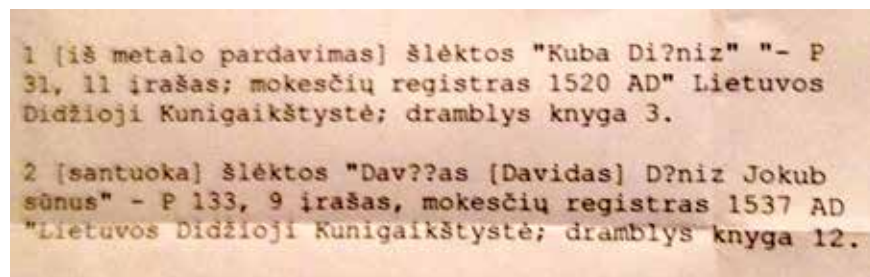 1 [iš metalo pardavimas] šlėktos "Kuba Di?niz" "- P
31, 11 įrašas; mokesčių registras 1520 AD" Lietuvos
Didžioji Kunigaikštystė; dramblys knyga 3.
2 [santuoka] šlėktos "Dav??as [Davidas] D?niz Jokub
sūnus" - P 133, 9 įrašas, mokesčių registras 1537 AD
"Lietuvos Didžioji Kunigaikštystė; dramblys knyga 12.